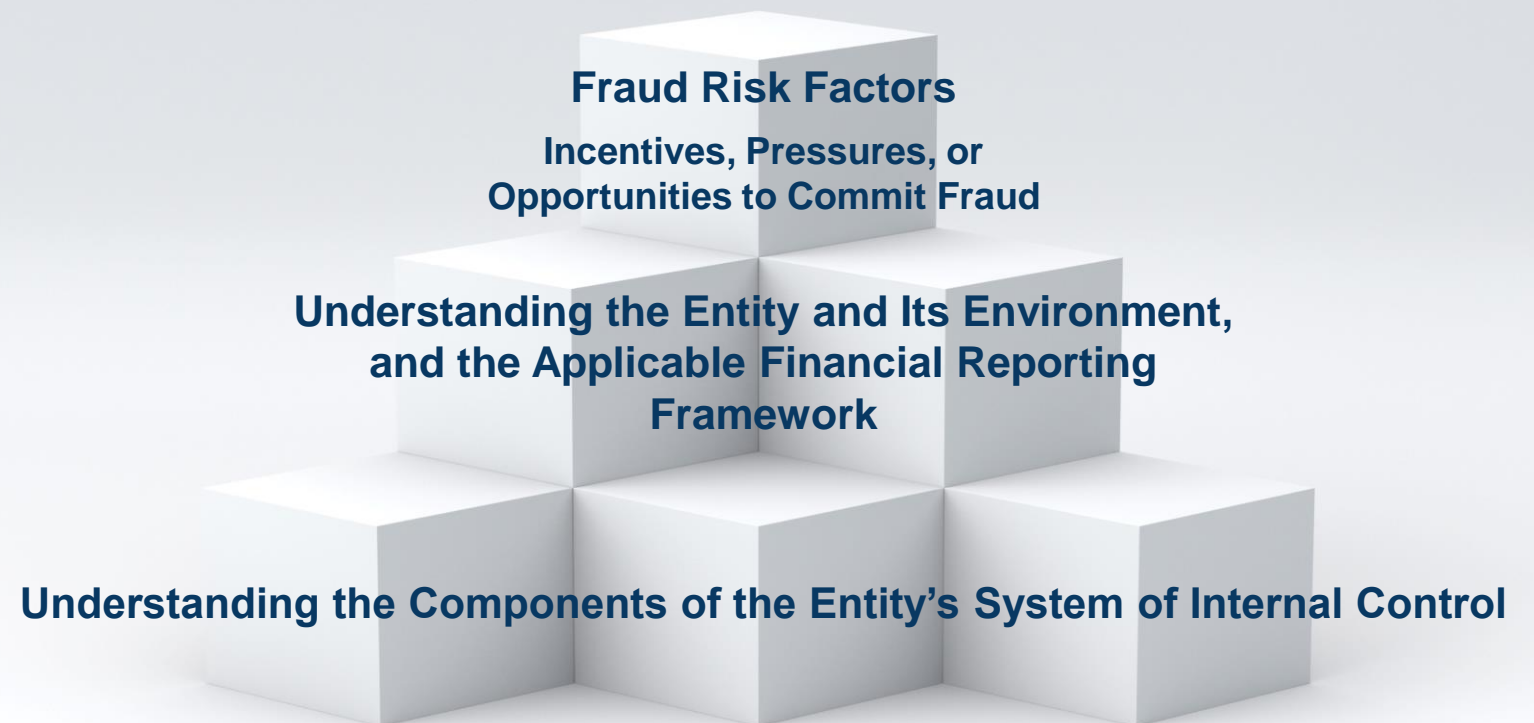 Fraud Risk Factors
Incentives, Pressures, or
Opportunities to Commit Fraud
Understanding the Entity and Its Environment,
and the Applicable Financial Reporting
Framework
Understanding the Components of the Entity’s System of Internal Control